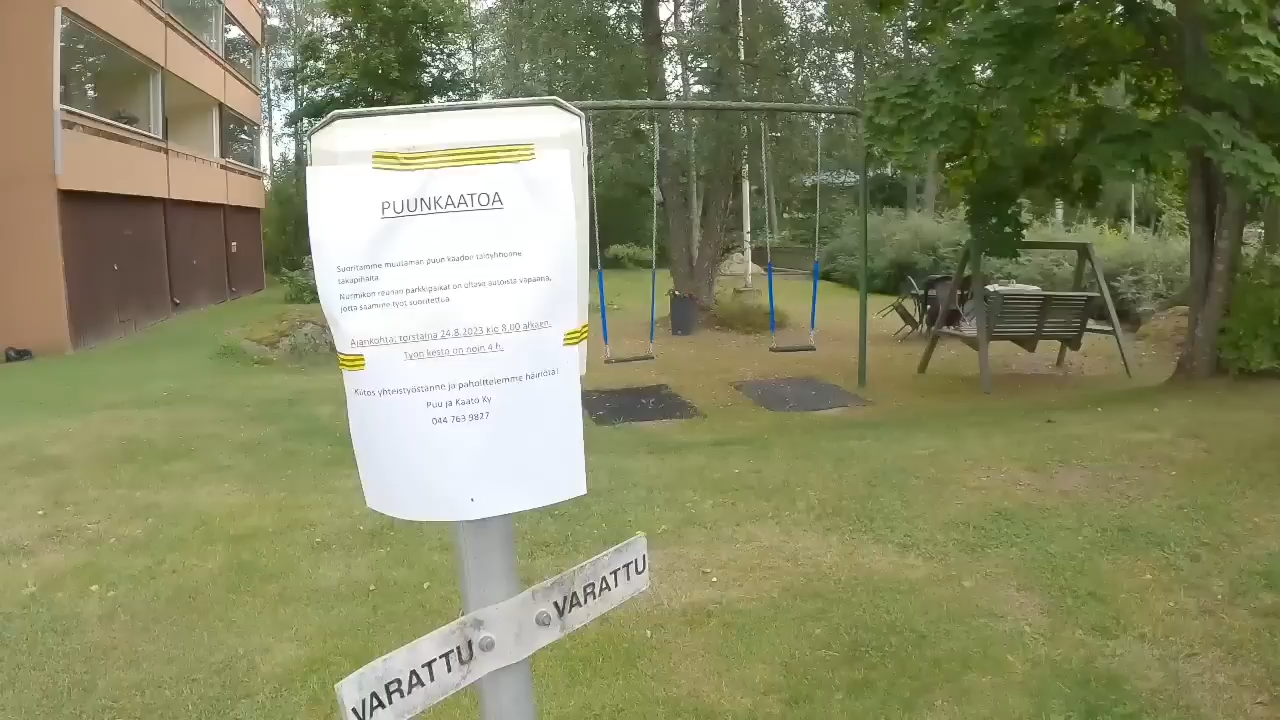 PUUNKAATOA
Suoritamme muutaman puun kaadon taloyhtiönne
takapihalta.
Nurmikon reunan parkkipaikat on oltava autoista vapaana,
jotta saamme työt suoritettua.
Ajankohta: torstaina 24.8.2023 klo 8.00 alkaen.
Työn kesto on noin 4 h.
Kiitos yhteistyöstänne ja pahoittelemme häiriötä!
Puu ja Kaato Ky
044 763 9827
VARATTU
VARATTU